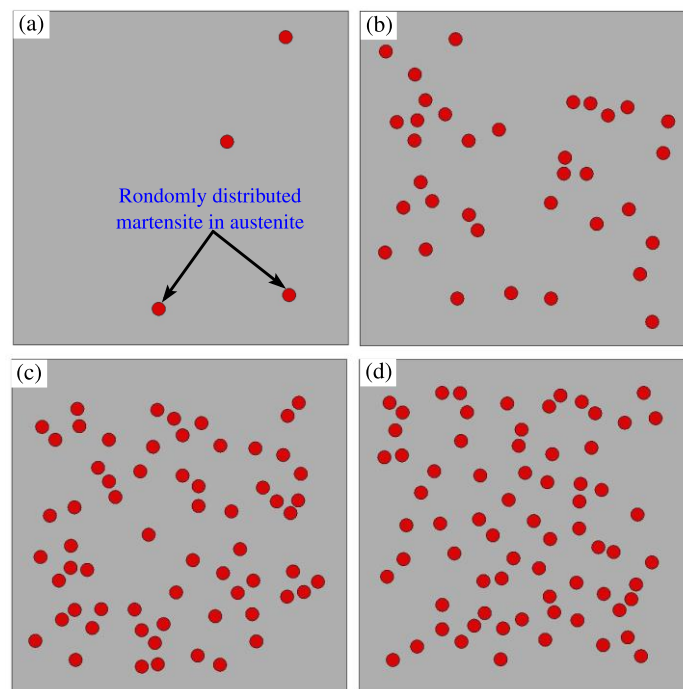 (a)
(b)
Rondomly distributed
martensite in austenite
(c)
(d)